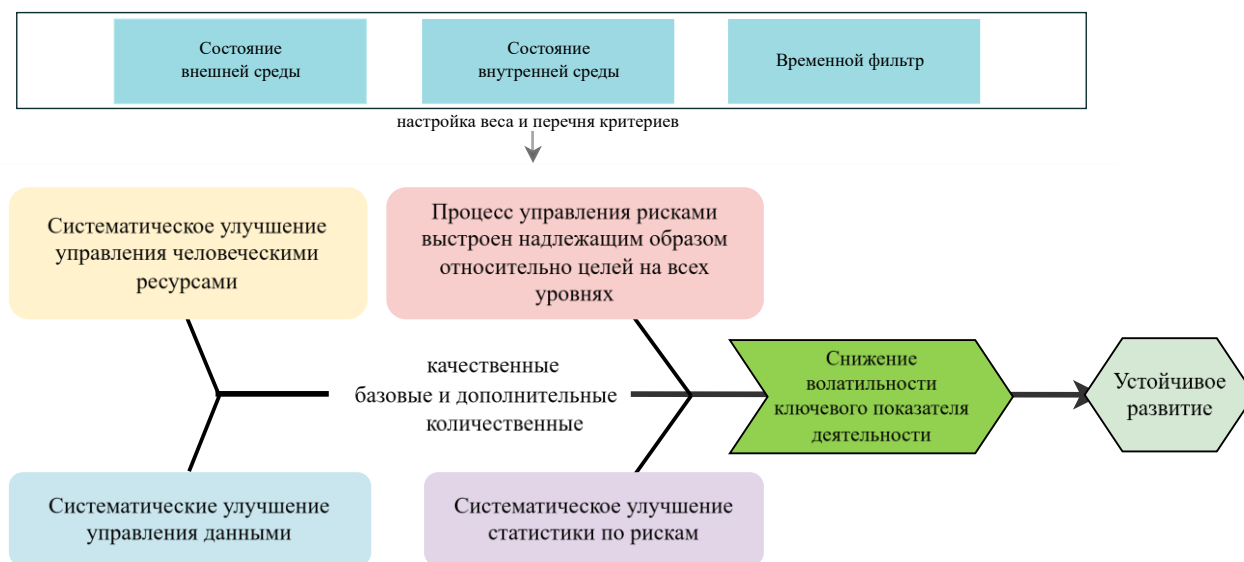 Состояние
внешней среды
Состояние
внутренней среды
Временной фильтр
настройка веса и перечня критериев
Систематическое улучшение
управления человеческими
ресурсами
Процесс управления рисками
выстроен надлежащим образом
относительно целей на всех
уровнях
качественные
базовые и дополнительные
количественные
Снижение
волатильности
ключевого показателя
деятельности
Устойчивое
развитие
Систематические улучшение
управления данными
Систематическое улучшение
статистики по рискам